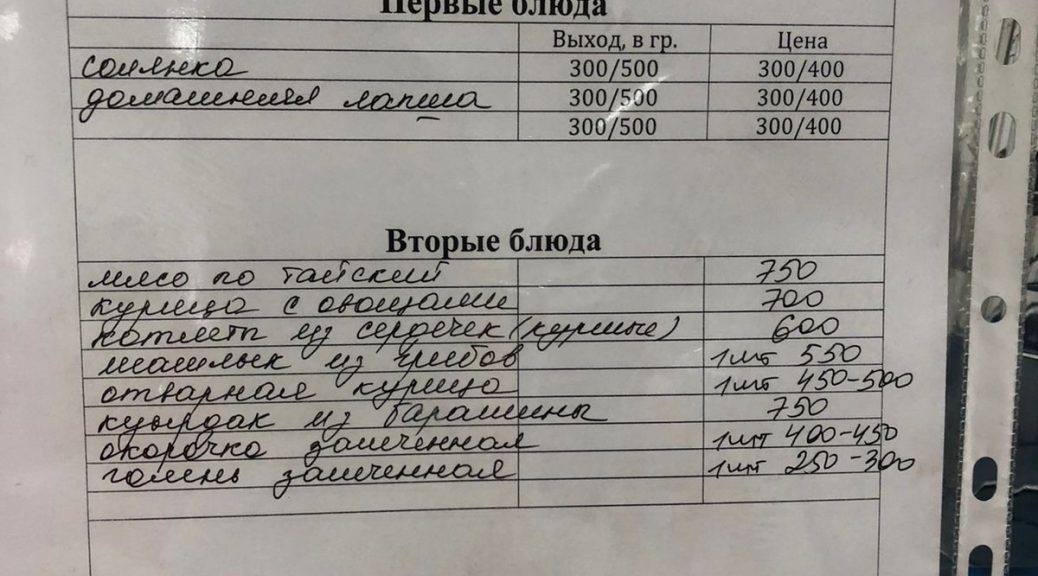 Первые блюда
Выход, в гр. Цена
солянка 300/500 300/400
домашняя лапша 300/500 300/400
300/500 300/400
Вторые блюда
мясо по тайский 750
курица с овощами 700
котлеты из сердечек (куриные) 600
шашлык из грибов 1шт 550
отварная курица 1шт 450-500
куырдак из баранины 750
окорочка запеченная 1шт 400-450
голень запеченная 1шт 250-300